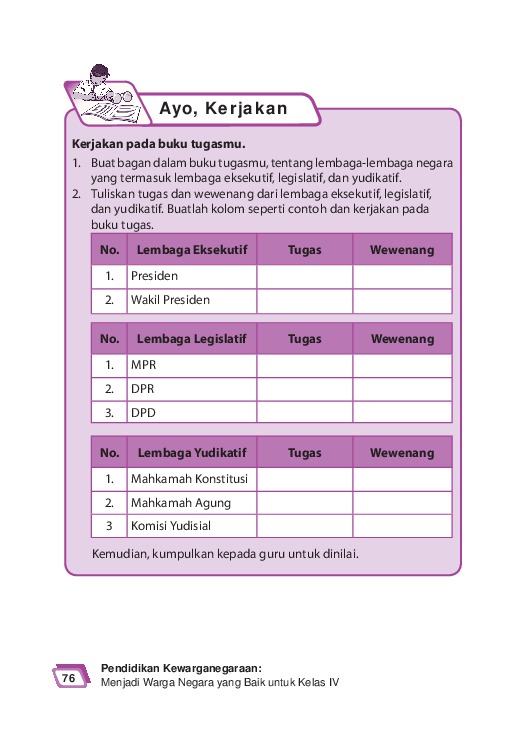 Ayo, Kerjakan
Kerjakan pada buku tugasmu.
1. Buat bagan dalam buku tugasmu, tentang lembaga-lembaga negara
yang termasuk lembaga eksekutif, legislatif, dan yudikatif.
2. Tuliskan tugas dan wewenang dari lembaga eksekutif, legislatif,
dan yudikatif. Buatlah kolom seperti contoh dan kerjakan pada
buku tugas.
No. Lembaga Eksekutif Tugas Wewenang
1. Presiden
2. Wakil Presiden
No. Lembaga Legislatif Tugas Wewenang
1. MPR
2. DPR
3. DPD
No. Lembaga Yudikatif Tugas Wewenang
1. Mahkamah Konstitusi
2. Mahkamah Agung
3 Komisi Yudisial
Kemudian, kumpulkan kepada guru untuk dinilai.
76 Pendidikan Kewarganegaraan:
Menjadi Warga Negara yang Baik untuk Kelas IV